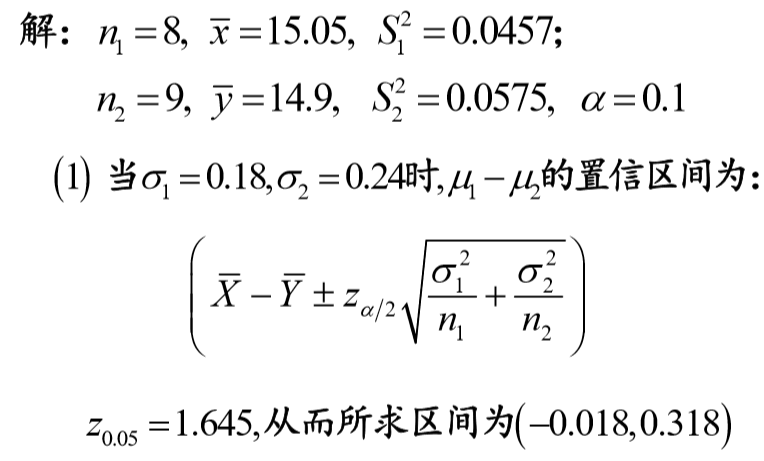 解：n₁ = 8, x̄ = 15.05, S₁² = 0.0457;
n₂ = 9, ȳ = 14.9, S₂² = 0.0575, α = 0.1
(1) 当σ₁ = 0.18, σ₂ = 0.24时, μ₁ − μ₂的置信区间为：
(X̄ − Ȳ ± z_{α/2} √(σ₁²/n₁ + σ₂²/n₂))
z₀.₀₅ = 1.645, 从而所求区间为(−0.018, 0.318)